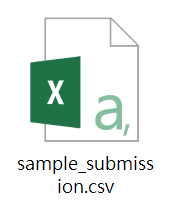 X
a,
sample_submiss
ion.csv